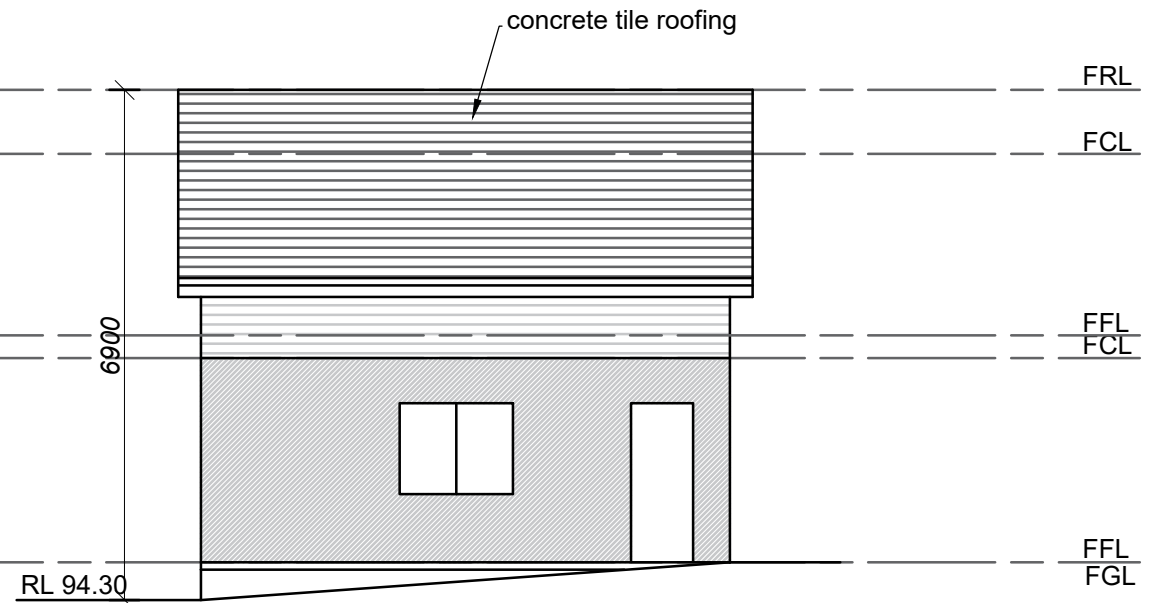 concrete tile roofing
FRL
FCL
6900
FFL
FCL
FFL
FGL
RL 94.30